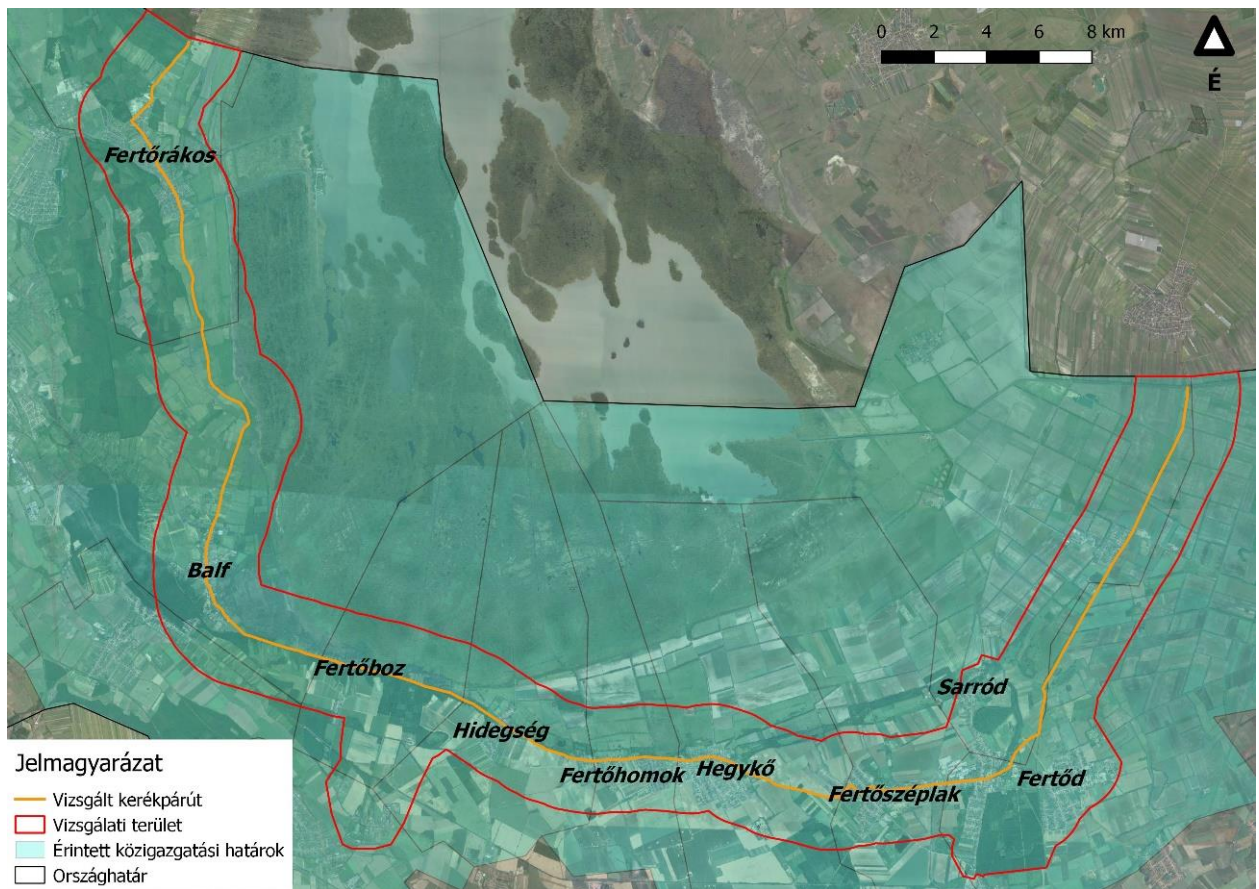 0 2 4 6 8 km
É
Fertőrákos
Balf
Fertőboz
Sarród
Hidegség
Fertőhomok
Hegykő
Fertőszéplak
Fertőd
Jelmagyarázat
Vizsgált kerékpárút
Vizsgálati terület
Érintett közigazgatási határok
Országhatár